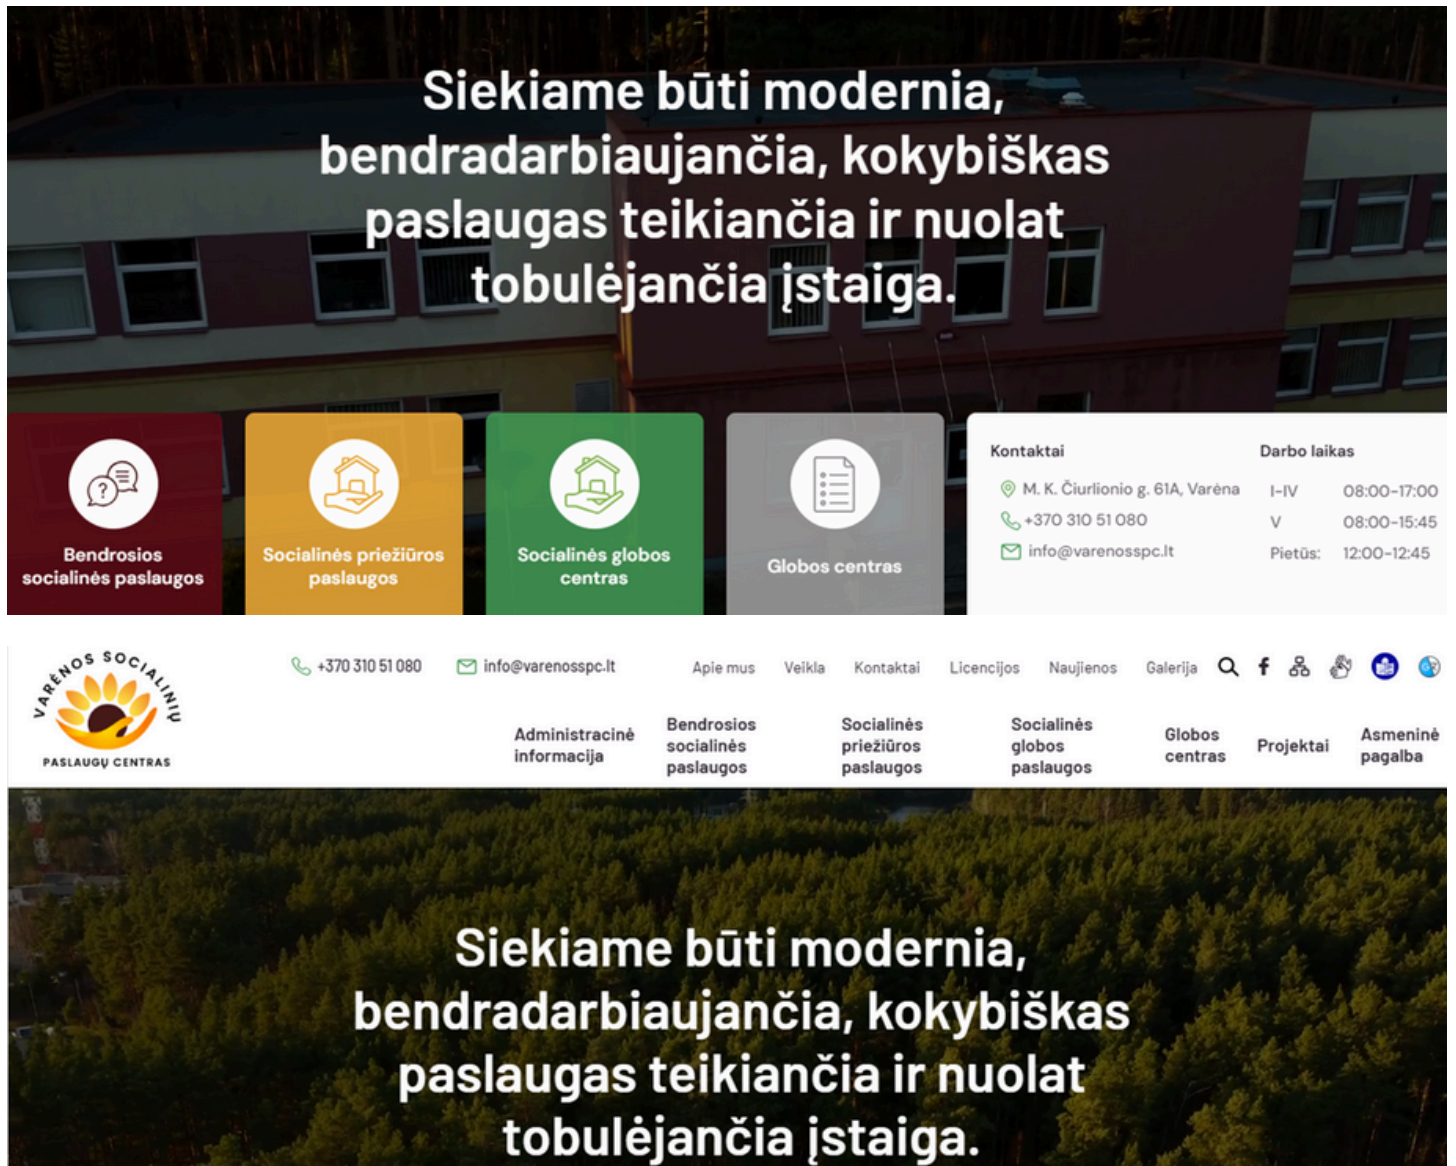 Siekiame būti modernia,
bendradarbiaujančia, kokybiškas
paslaugas teikiančia ir nuolat
tobulėjančia įstaiga.
Bendrosios
socialinės paslaugos
Socialinės priežiūros
paslaugos
Socialinės globos
centras
Globos centras
Kontaktai
M. K. Čiurlionio g. 61A, Varėna
+370 310 51 080
info@varenosspc.lt
Darbo laikas
I-IV 08:00-17:00
V 08:00-15:45
Pietūs: 12:00-12:45
VARĖNOS SOCIALINIŲ
PASLAUGŲ CENTRAS
+370 310 51 080
info@varenosspc.lt
Apie mus Veikla Kontaktai Licencijos Naujienos Galerija
Administracinė
informacija
Bendrosios
socialinės
paslaugos
Socialinės
priežiūros
paslaugos
Socialinės
globos
paslaugos
Globos
centras
Projektai
Asmeninė
pagalba
Siekiame būti modernia,
bendradarbiaujančia, kokybiškas
paslaugas teikiančia ir nuolat
tobulėjančia įstaiga.